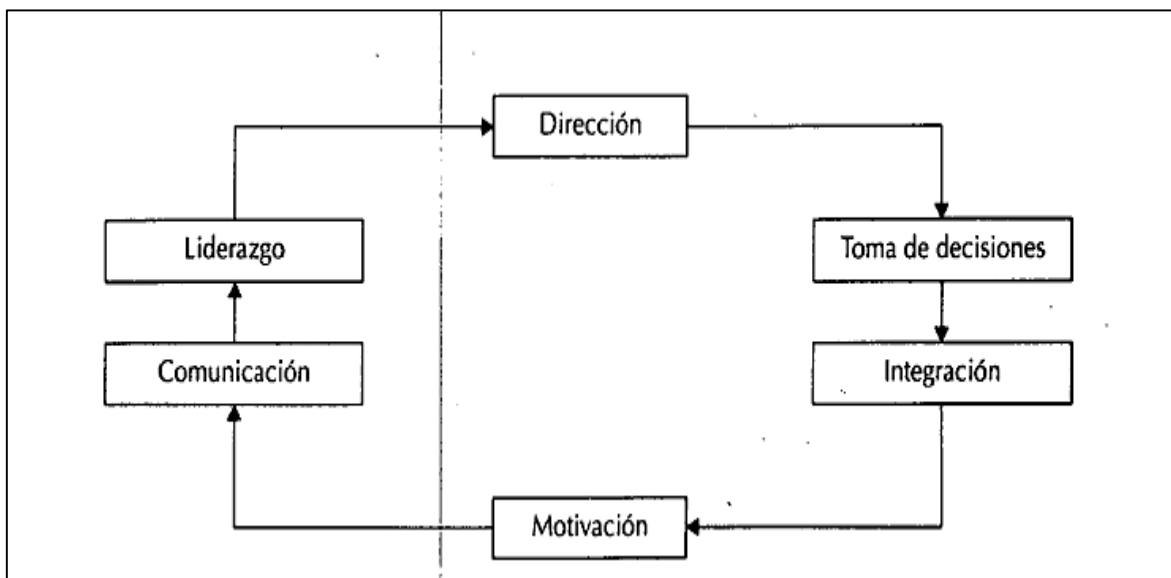 Dirección
Liderazgo
Toma de decisiones
Comunicación
Integración
Motivación